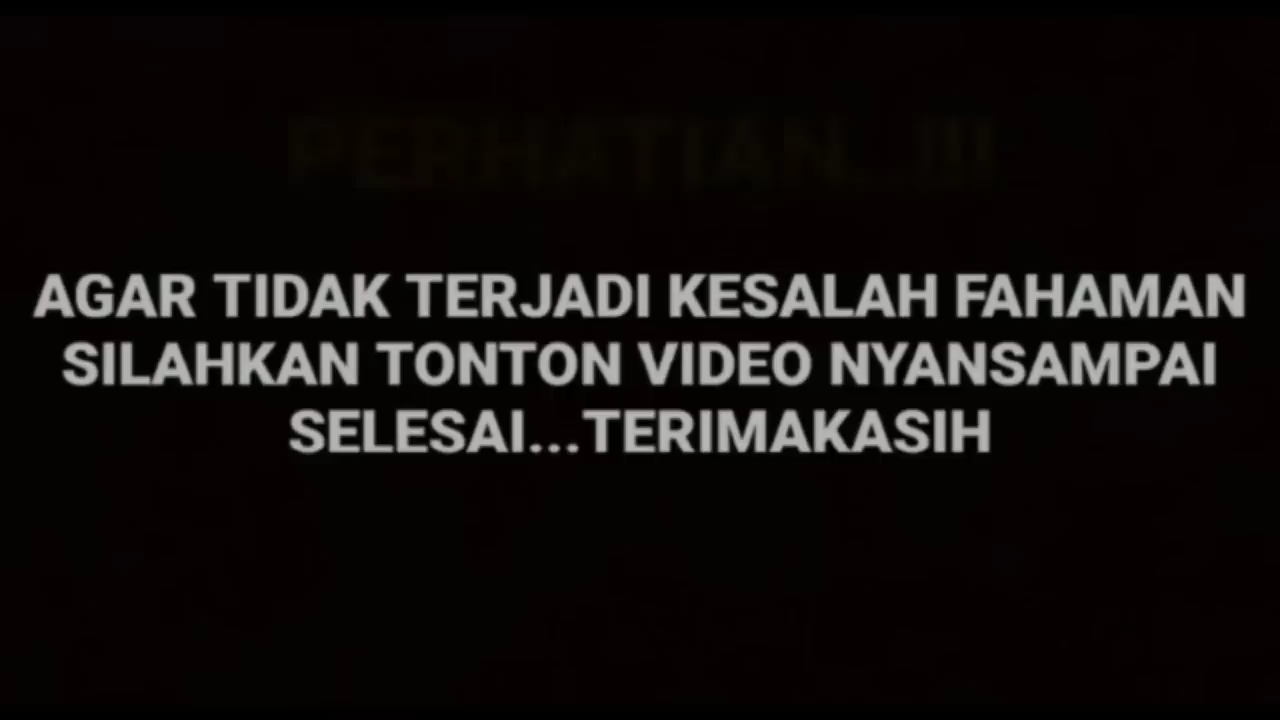 PERHATIAN...!!!
AGAR TIDAK TERJADI KESALAH FAHAMAN
SILAHKAN TONTON VIDEO NYANSAMPAI
SELESAI...TERIMAKASIH